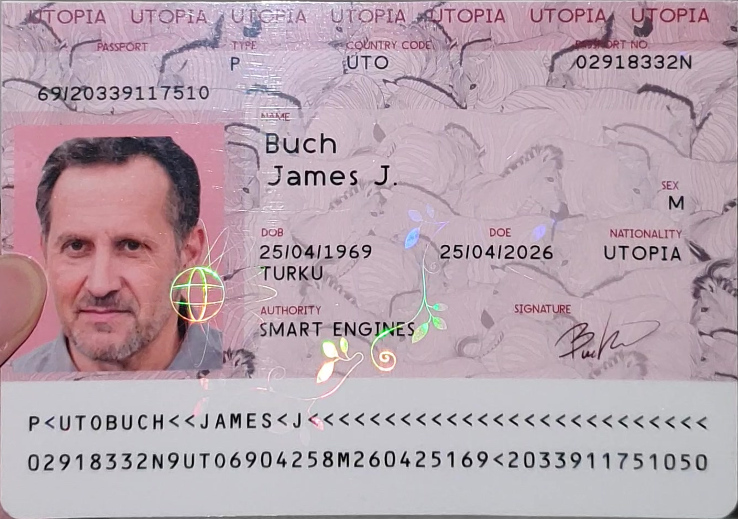 UTOPIA UTOPIA UTOPIA UTOPIA UTOPIA UTOPIA UTOPIA
PASSPORT TYPE COUNTRY CODE PASSPORT NO.
P UTO 02918332N
69/20339117510
NAME
Buch
James J.
SEX
M
DOB DOE NATIONALITY
25/04/1969 25/04/2026 UTOPIA
TURKU
AUTHORITY SIGNATURE
SMART ENGINES
P<UTOBUCH<<JAMES<J<<<<<<<<<<<<<<<<<<<<<<<<<<
02918332N9UTO6904258M260425169<2033911751050